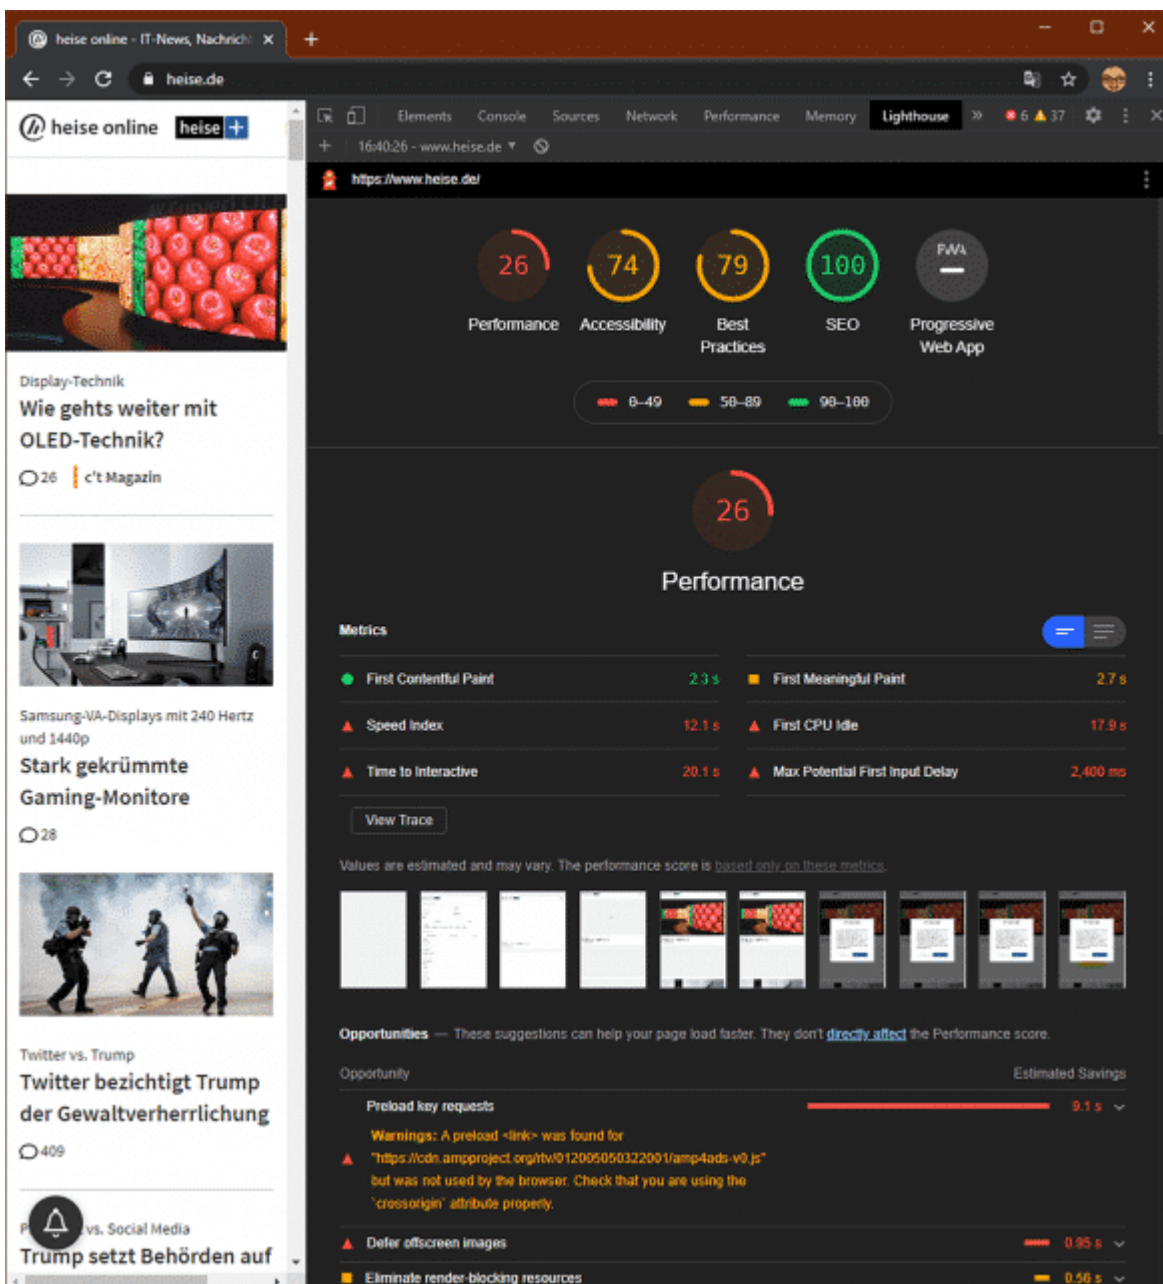 heise online - IT-News, Nachricht
heise.de
heise online heise +
Display-Technik
Wie gehts weiter mit
OLED-Technik?
26 c't Magazin
Samsung-VA-Displays mit 240 Hertz
und 1440p
Stark gekrümmte
Gaming-Monitore
28
Twitter vs. Trump
Twitter bezichtigt Trump
der Gewaltverherrlichung
409
vs. Social Media
Trump setzt Behörden auf
Elements Console Sources Network Performance Memory Lighthouse » 6 37
16:40:26 - www.heise.de
https://www.heise.de/
26 74 79 100 PWA
Performance Accessibility Best Practices SEO Progressive Web App
0–49 50–89 90–100
26
Performance
Metrics
First Contentful Paint 2.3 s First Meaningful Paint 2.7 s
Speed Index 12.1 s First CPU Idle 17.9 s
Time to Interactive 20.1 s Max Potential First Input Delay 2,400 ms
View Trace
Values are estimated and may vary. The performance score is based only on these metrics.
Opportunities — These suggestions can help your page load faster. They don't directly affect the Performance score.
Opportunity Estimated Savings
Preload key requests 9.1 s
Warnings: A preload <link> was found for
"https://cdn.ampproject.org/rtv/012005050322001/amp4ads-v0.js"
but was not used by the browser. Check that you are using the
`crossorigin` attribute properly.
Defer offscreen images 0.95 s
Eliminate render-blocking resources 0.56 s